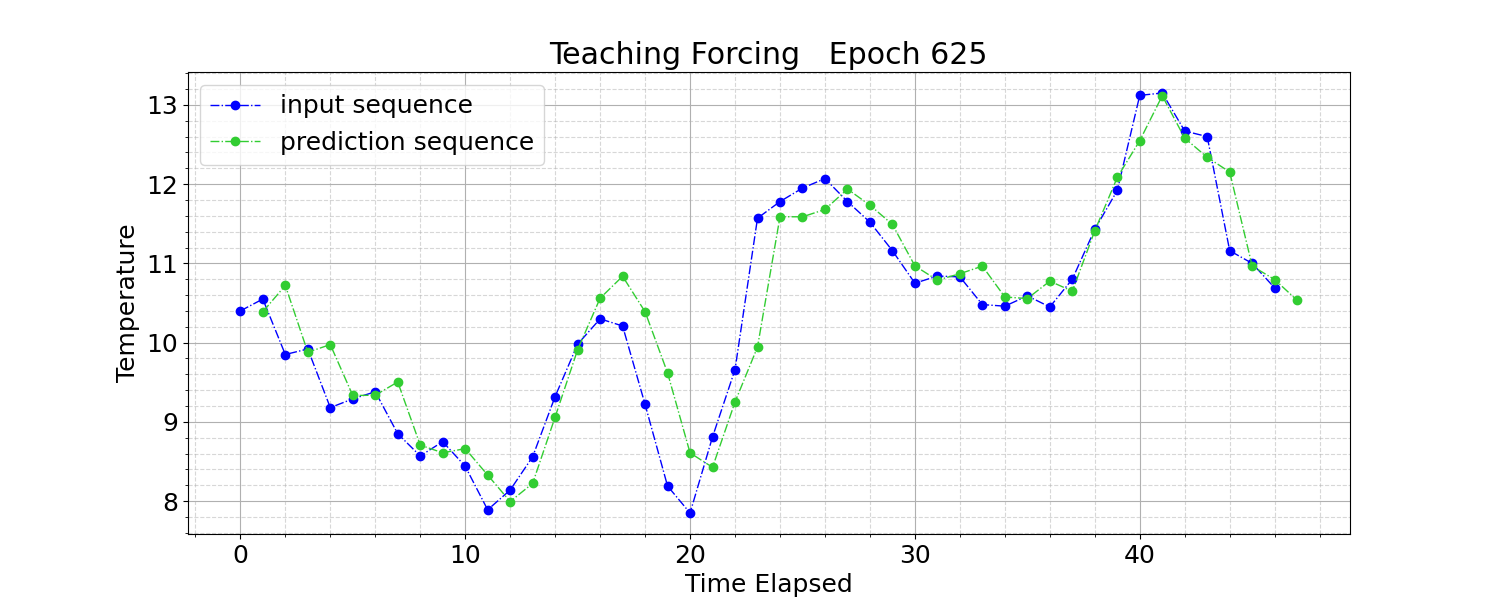 Teaching Forcing   Epoch 625
input sequence
prediction sequence
Temperature
13
12
11
10
9
8
0 10 20 30 40
Time Elapsed